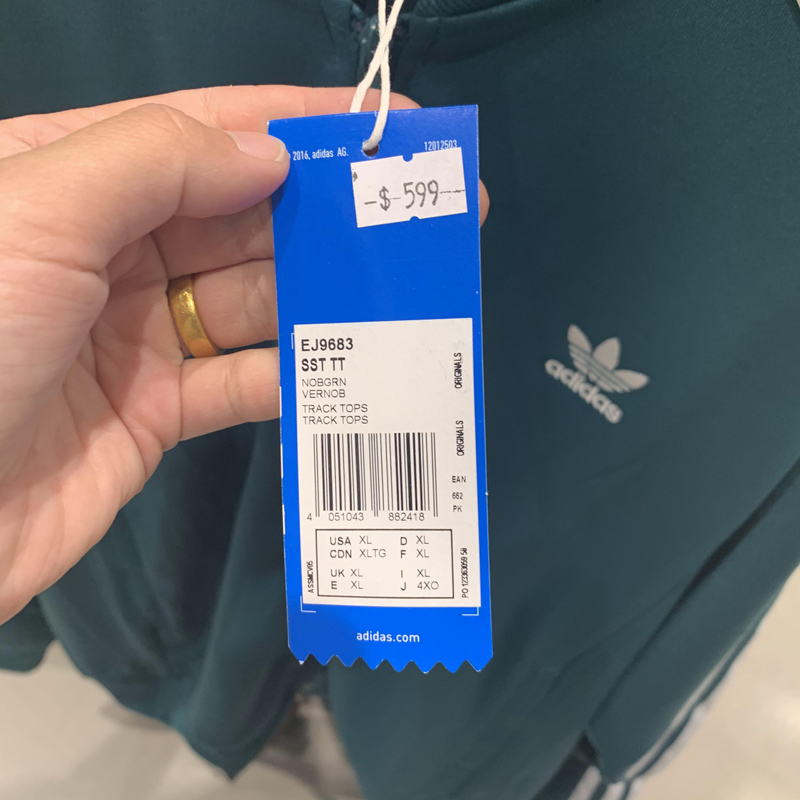 2016, adidas AG.
12012503
-$-599-
EJ9683
SST TT
NOBGRN
VERNOB
TRACK TOPS
TRACK TOPS
ORIGINALS
ORIGINALS
EAN
662
PK
4 051043 882418
USA XL D XL
CDN XLTG F XL
UK XL I XL
E XL J 4XO
adidas.com
adidas